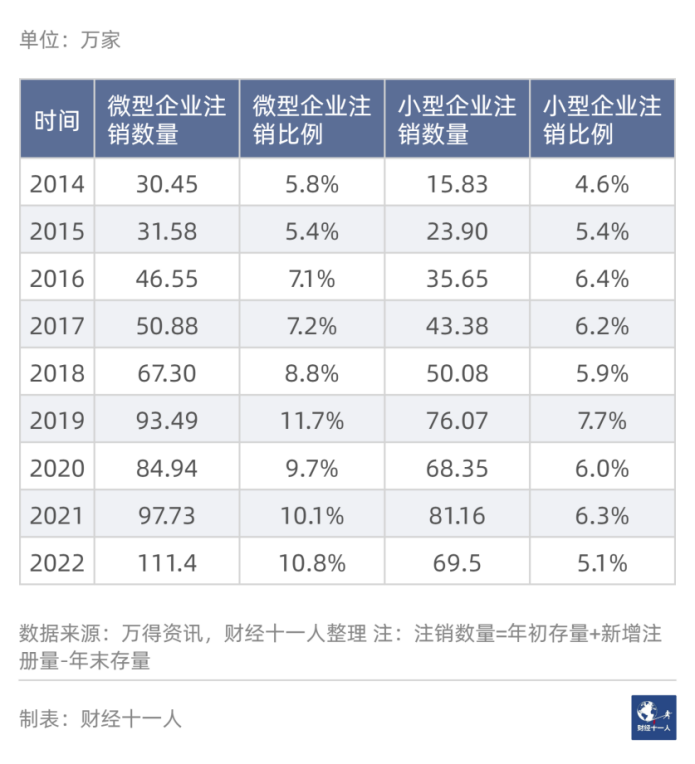 单位：万家
时间 微型企业注销数量 微型企业注销比例 小型企业注销数量 小型企业注销比例
2014 30.45 5.8% 15.83 4.6%
2015 31.58 5.4% 23.90 5.4%
2016 46.55 7.1% 35.65 6.4%
2017 50.88 7.2% 43.38 6.2%
2018 67.30 8.8% 50.08 5.9%
2019 93.49 11.7% 76.07 7.7%
2020 84.94 9.7% 68.35 6.0%
2021 97.73 10.1% 81.16 6.3%
2022 111.4 10.8% 69.5 5.1%
数据来源：万得资讯，财经十一人整理 注：注销数量=年初存量+新增注
册量-年末存量
制表：财经十一人
财经十一人